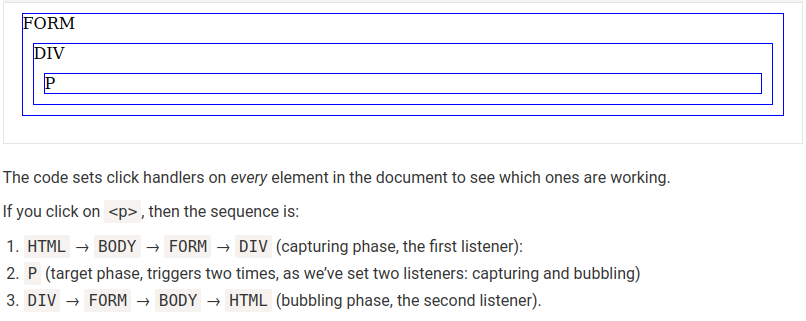 FORM
DIV
P
The code sets click handlers on every element in the document to see which ones are working.
If you click on <p>, then the sequence is:
1. HTML → BODY → FORM → DIV (capturing phase, the first listener):
2. P (target phase, triggers two times, as we’ve set two listeners: capturing and bubbling)
3. DIV → FORM → BODY → HTML (bubbling phase, the second listener).